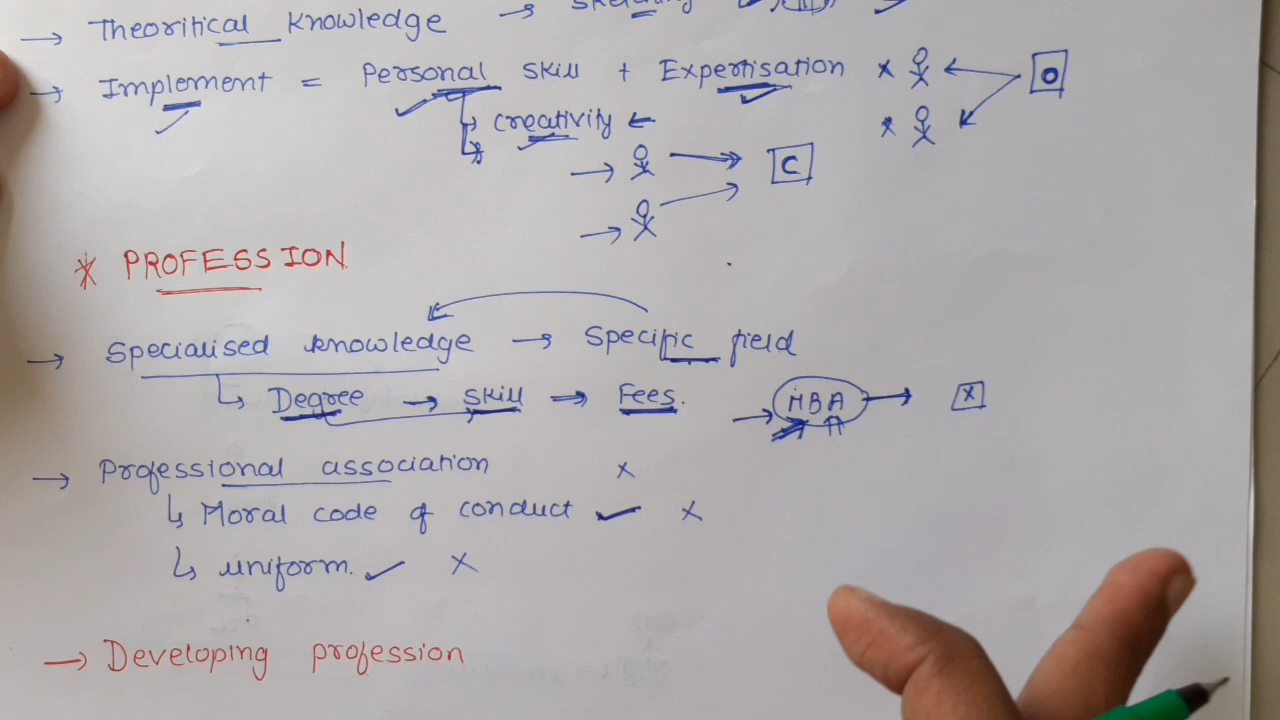 → Theoritical knowledge → Sketching
→ Implement = Personal skill + Expertisation × O
↳ creativity ← ×
→ C
* PROFESSION
→ Specialised knowledge → Specific field
↳ Degree → skill → Fees. → MBA → x
→ Professional association x
↳ Moral code of conduct ✓ x
↳ uniform. ✓ x
→ Developing profession